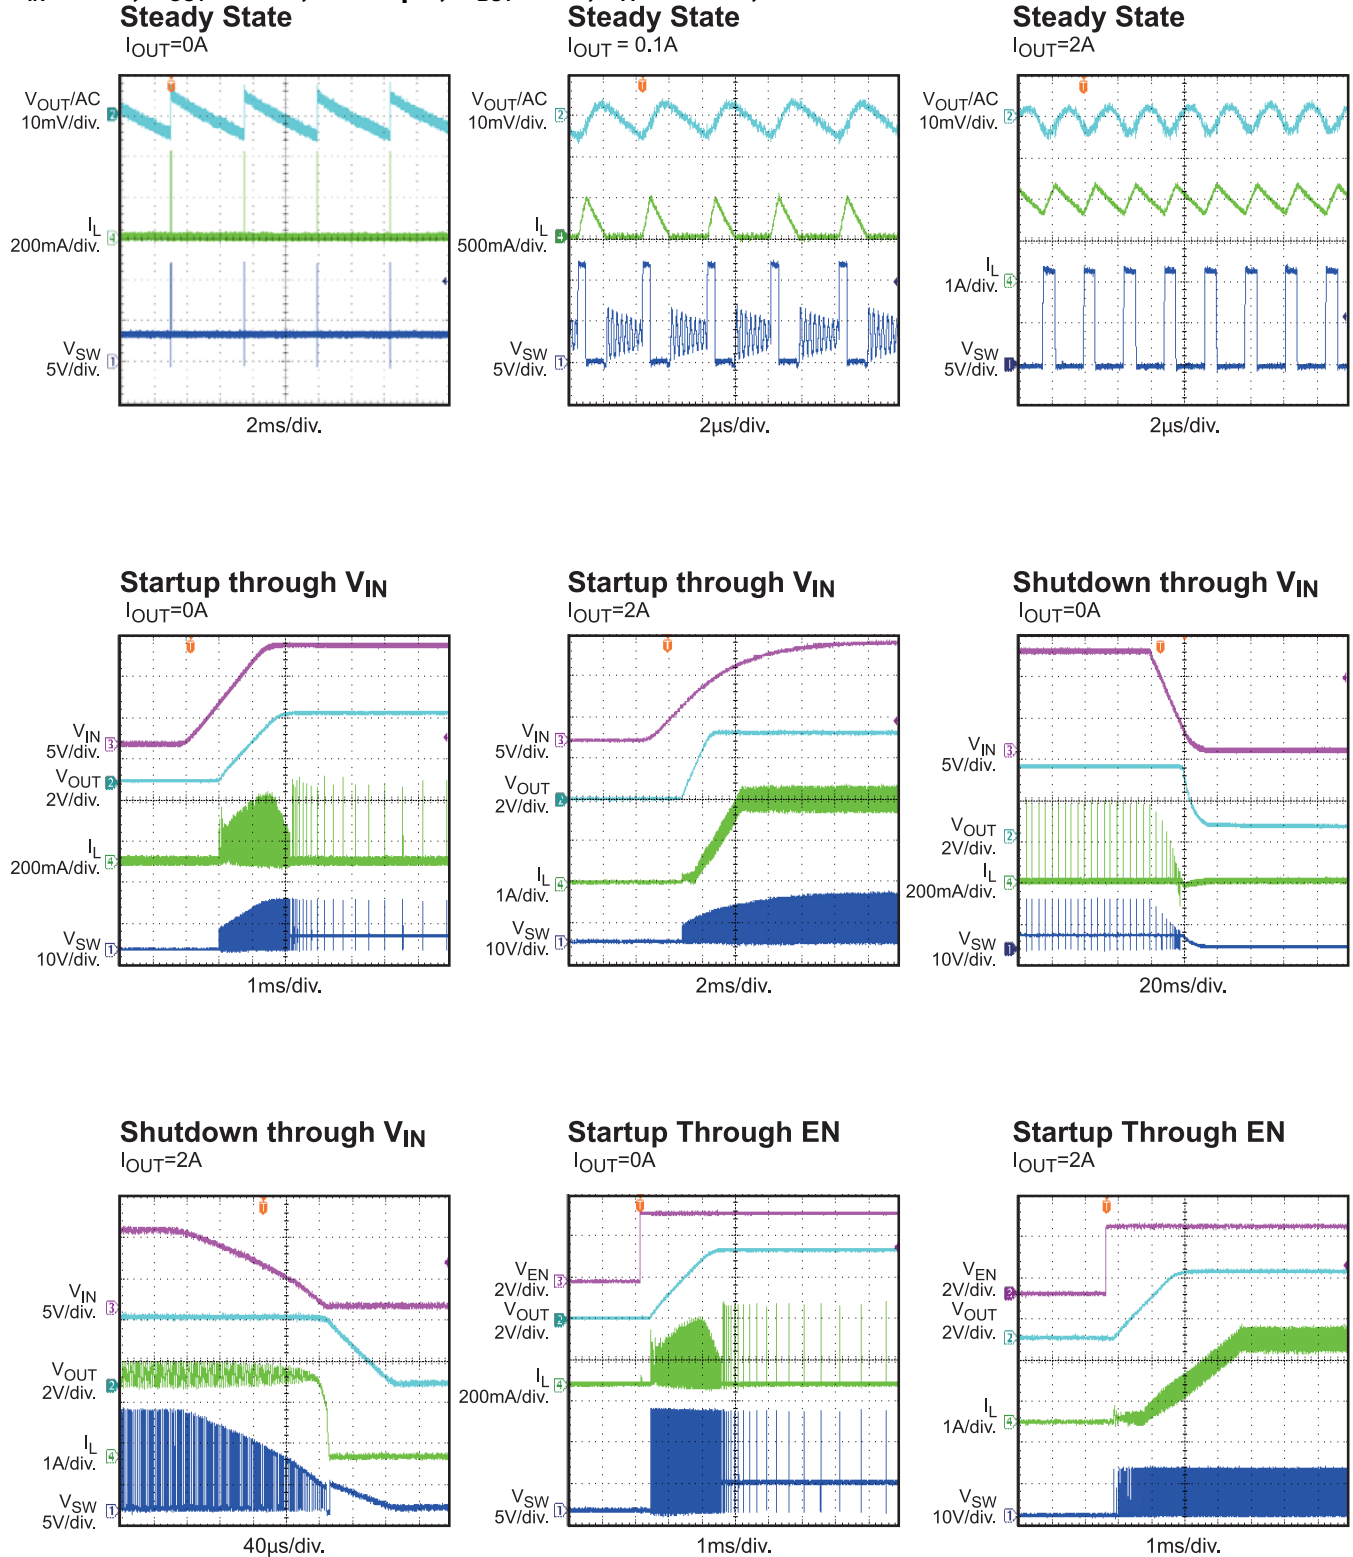 Steady State
IOUT=0A
VOUT/AC
10mV/div.
IL
200mA/div.
VSW
5V/div.
2ms/div.
Steady State
IOUT = 0.1A
VOUT/AC
10mV/div.
IL
500mA/div.
VSW
5V/div.
2µs/div.
Steady State
IOUT=2A
VOUT/AC
10mV/div.
IL
1A/div.
VSW
5V/div.
2µs/div.
Startup through VIN
IOUT=0A
VIN
5V/div.
VOUT
2V/div.
IL
200mA/div.
VSW
10V/div.
1ms/div.
Startup through VIN
IOUT=2A
VIN
5V/div.
VOUT
2V/div.
IL
1A/div.
VSW
10V/div.
2ms/div.
Shutdown through VIN
IOUT=0A
VIN
5V/div.
VOUT
2V/div.
IL
200mA/div.
VSW
10V/div.
20ms/div.
Shutdown through VIN
IOUT=2A
VIN
5V/div.
VOUT
2V/div.
IL
1A/div.
VSW
5V/div.
40µs/div.
Startup Through EN
IOUT=0A
VEN
2V/div.
VOUT
2V/div.
IL
200mA/div.
VSW
5V/div.
1ms/div.
Startup Through EN
IOUT=2A
VEN
2V/div.
VOUT
2V/div.
IL
1A/div.
VSW
10V/div.
1ms/div.